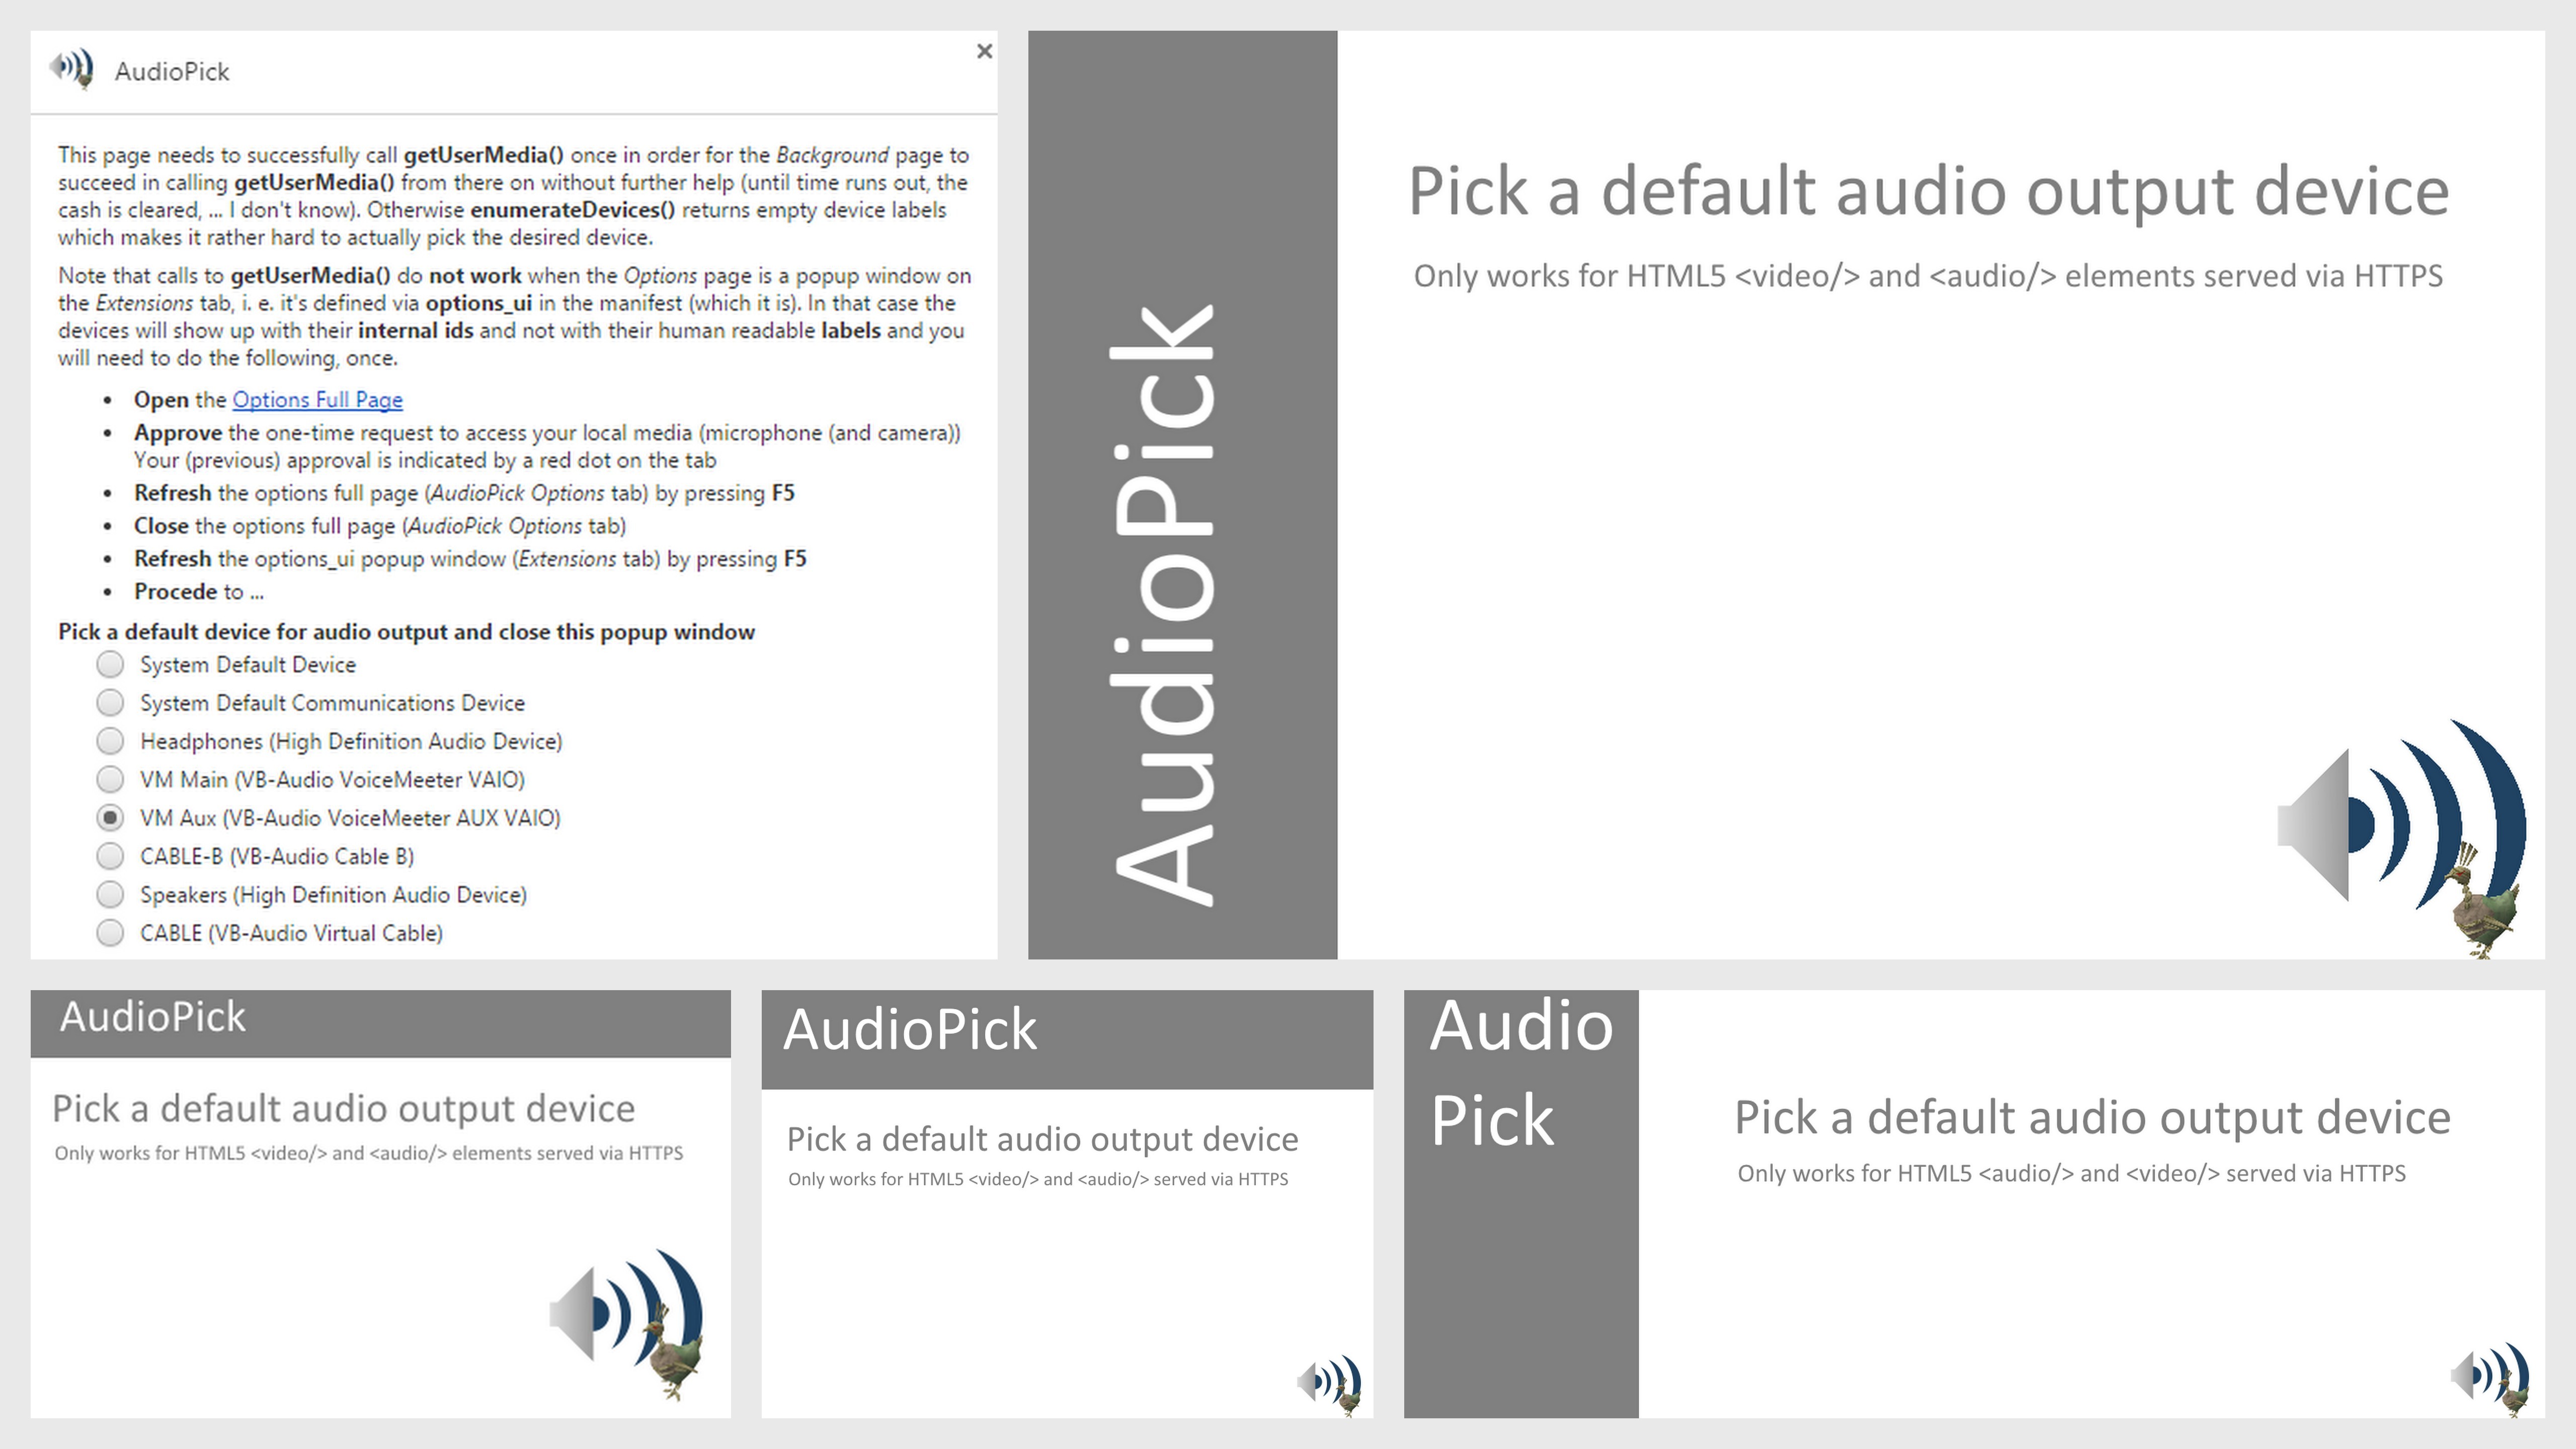 AudioPick
This page needs to successfully call getUserMedia() once in order for the Background page to
succeed in calling getUserMedia() from there on without further help (until time runs out, the
cash is cleared, ... I don't know). Otherwise enumerateDevices() returns empty device labels
which makes it rather hard to actually pick the desired device.
Note that calls to getUserMedia() do not work when the Options page is a popup window on
the Extensions tab, i. e. it's defined via options_ui in the manifest (which it is). In that case the
devices will show up with their internal ids and not with their human readable labels and you
will need to do the following, once.
• Open the Options Full Page
• Approve the one-time request to access your local media (microphone (and camera))
Your (previous) approval is indicated by a red dot on the tab
• Refresh the options full page (AudioPick Options tab) by pressing F5
• Close the options full page (AudioPick Options tab)
• Refresh the options_ui popup window (Extensions tab) by pressing F5
• Procede to ...
Pick a default device for audio output and close this popup window
System Default Device
System Default Communications Device
Headphones (High Definition Audio Device)
VM Main (VB-Audio VoiceMeeter VAIO)
VM Aux (VB-Audio VoiceMeeter AUX VAIO)
CABLE-B (VB-Audio Cable B)
Speakers (High Definition Audio Device)
CABLE (VB-Audio Virtual Cable)
AudioPick
Pick a default audio output device
Only works for HTML5 <video/> and <audio/> elements served via HTTPS
AudioPick
Pick a default audio output device
Only works for HTML5 <video/> and <audio/> elements served via HTTPS
AudioPick
Pick a default audio output device
Only works for HTML5 <video/> and <audio/> served via HTTPS
Audio
Pick
Pick a default audio output device
Only works for HTML5 <audio/> and <video/> served via HTTPS